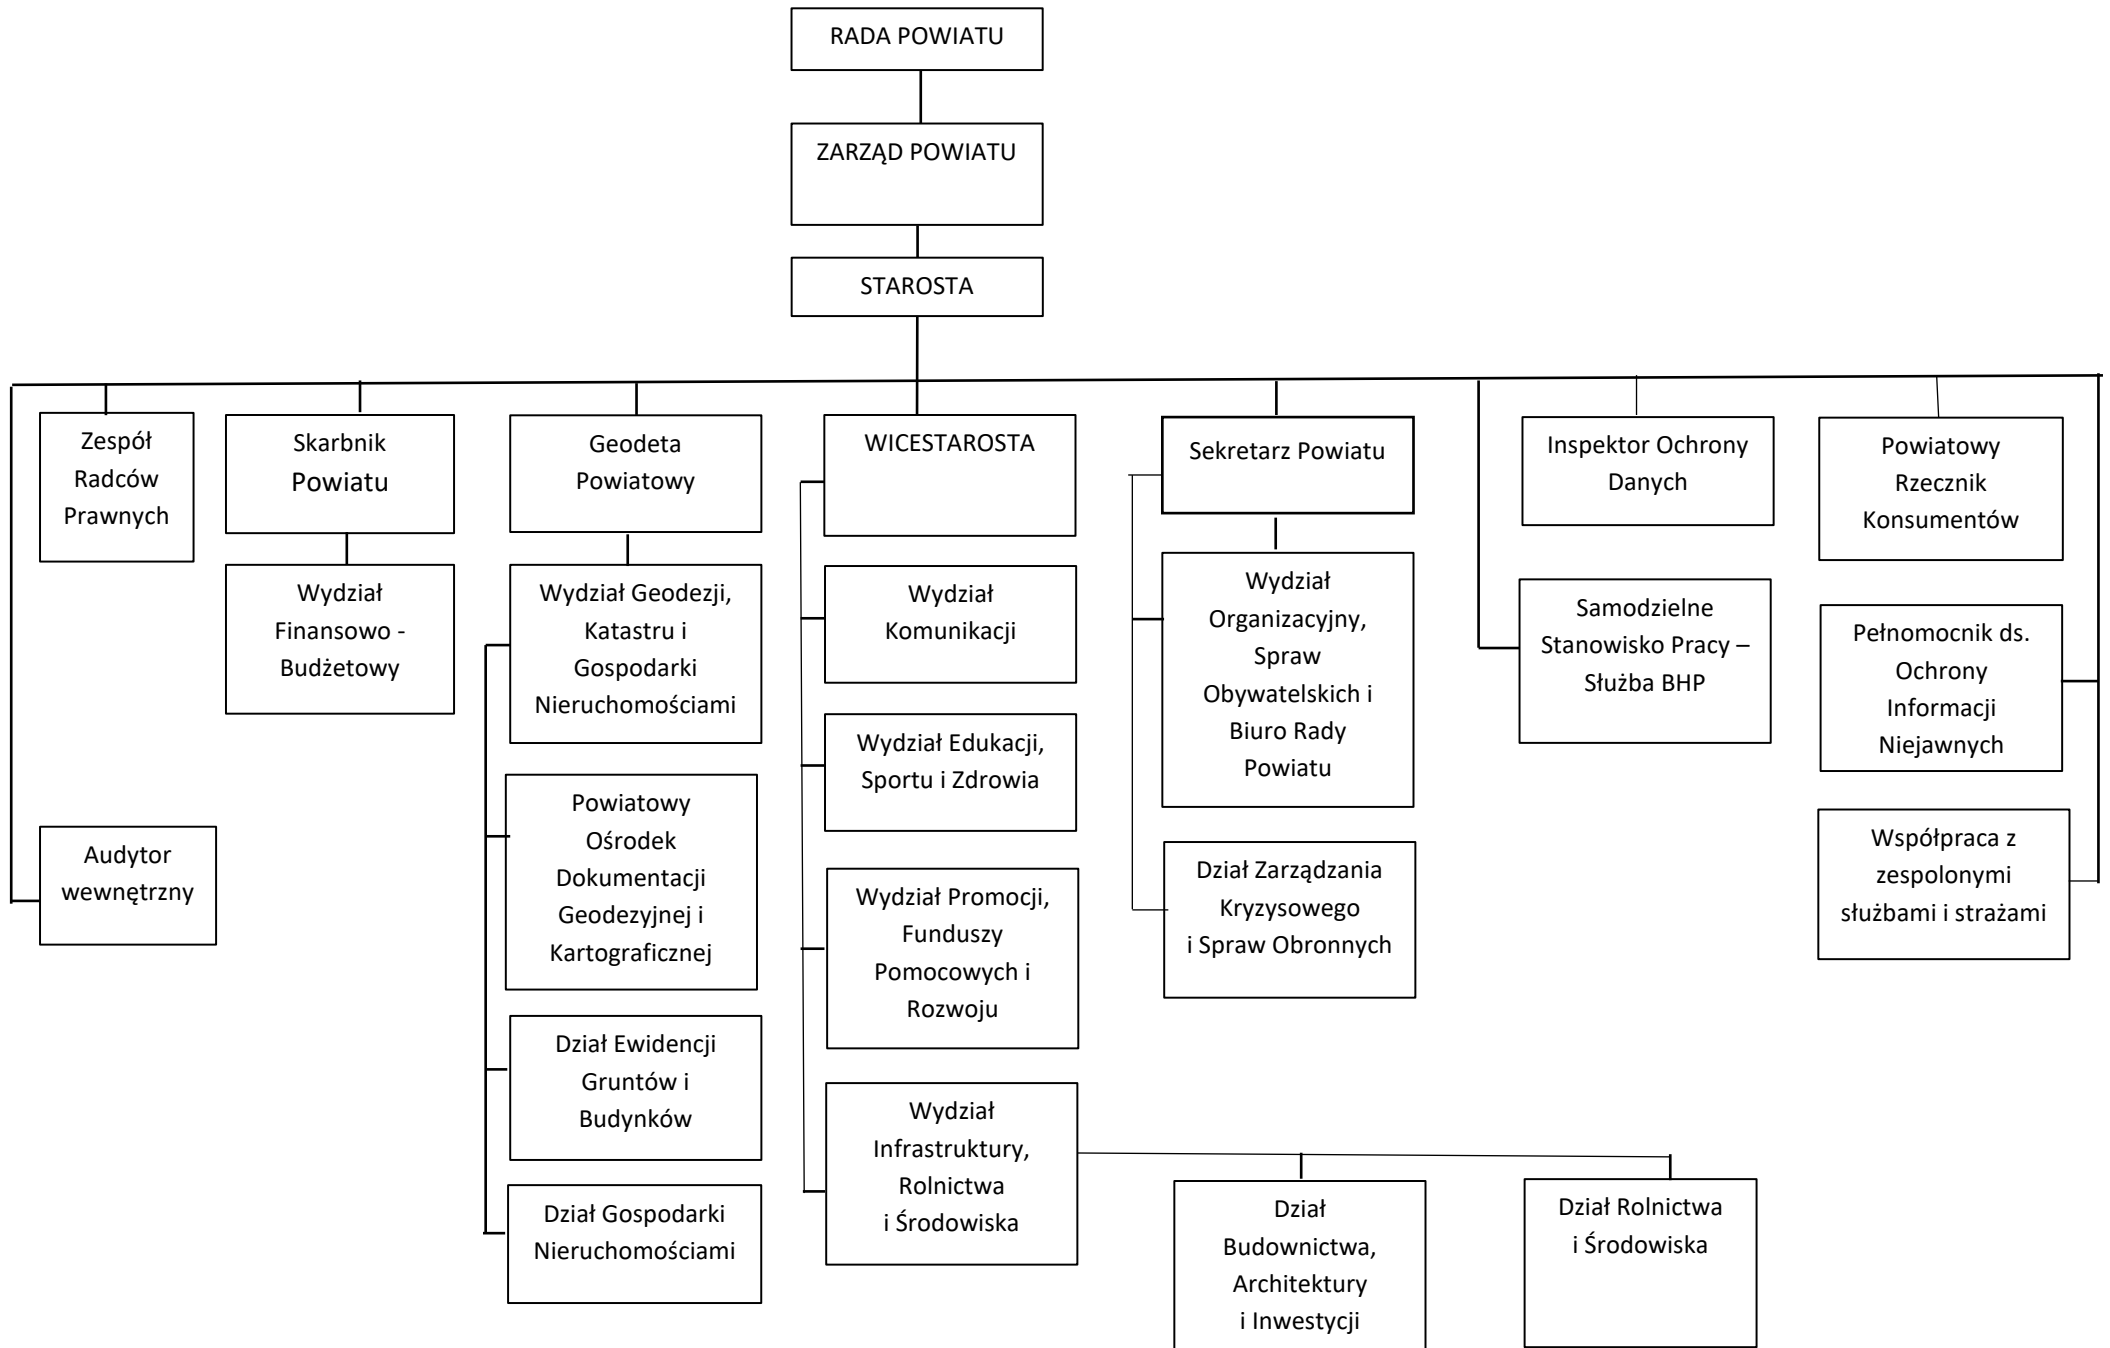 RADA POWIATU
ZARZĄD POWIATU
STAROSTA
Zespół
Radców
Prawnych
Skarbnik
Powiatu
Geodeta
Powiatowy
WICESTAROSTA
Sekretarz Powiatu
Inspektor Ochrony
Danych
Powiatowy
Rzecznik
Konsumentów
Wydział
Finansowo -
Budżetowy
Wydział Geodezji,
Katastru i
Gospodarki
Nieruchomościami
Wydział
Komunikacji
Wydział
Organizacyjny,
Spraw
Obywatelskich i
Biuro Rady
Powiatu
Samodzielne
Stanowisko Pracy –
Służba BHP
Pełnomocnik ds.
Ochrony
Informacji
Niejawnych
Wydział Edukacji,
Sportu i Zdrowia
Audytor
wewnętrzny
Powiatowy
Ośrodek
Dokumentacji
Geodezyjnej i
Kartograficznej
Wydział Promocji,
Funduszy
Pomocowych i
Rozwoju
Dział Zarządzania
Kryzysowego
i Spraw Obronnych
Współpraca z
zespolonymi
służbami i strażami
Dział Ewidencji
Gruntów i
Budynków
Wydział
Infrastruktury,
Rolnictwa
i Środowiska
Dział Gospodarki
Nieruchomościami
Dział
Budownictwa,
Architektury
i Inwestycji
Dział Rolnictwa
i Środowiska